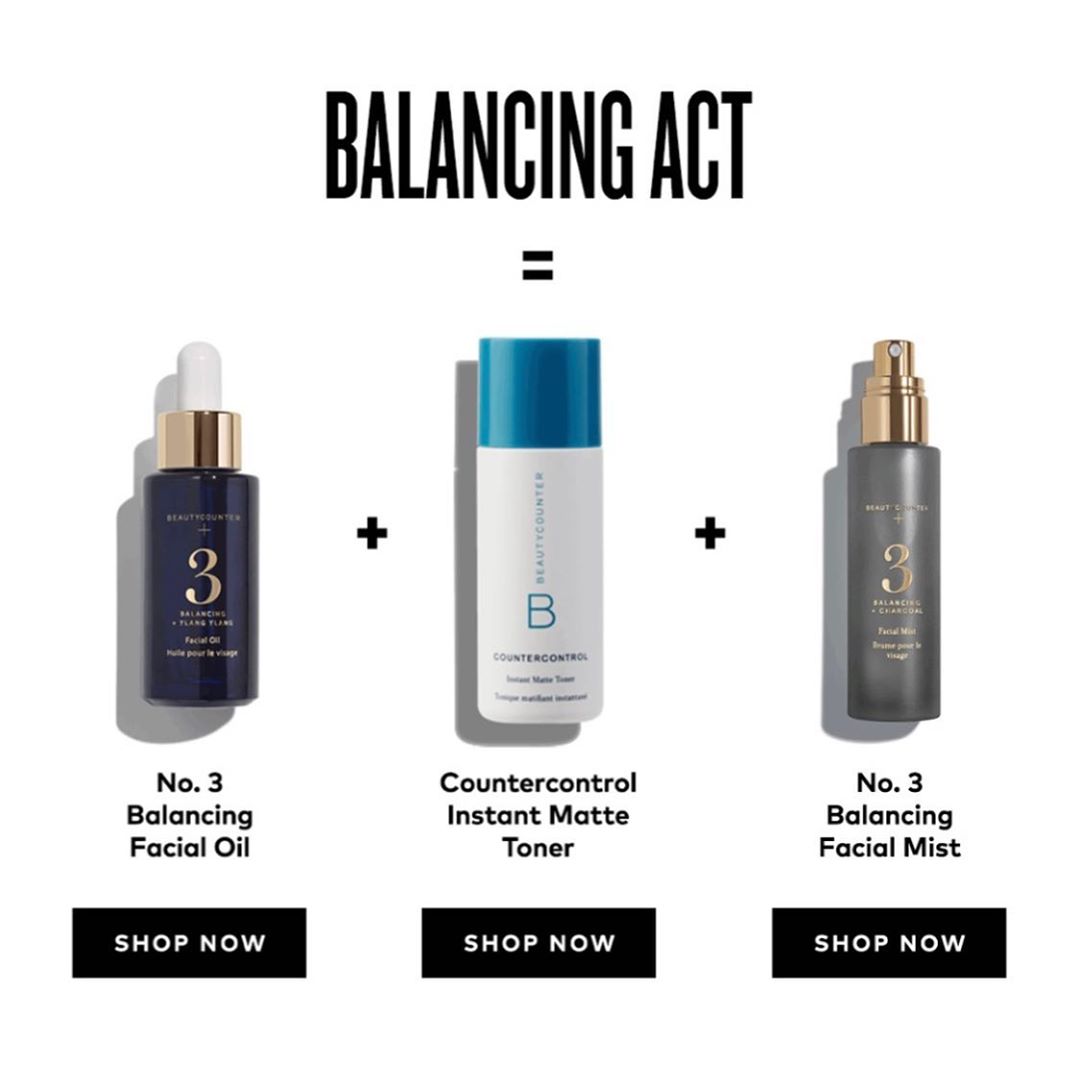 BALANCING ACT
=
BEAUTYCOUNTER
+
3
BALANCING
+ YLANG YLANG
Facial Oil
Huile pour le visage
+
BEAUTYCOUNTER
B
COUNTERCONTROL
Instant Matte Toner
Tonique matifiant instantané
+
BEAUTYCOUNTER
+
3
BALANCING
+ CHARCOAL
Facial Mist
Brume pour le
visage
No. 3
Balancing
Facial Oil
Countercontrol
Instant Matte
Toner
No. 3
Balancing
Facial Mist
SHOP NOW
SHOP NOW
SHOP NOW